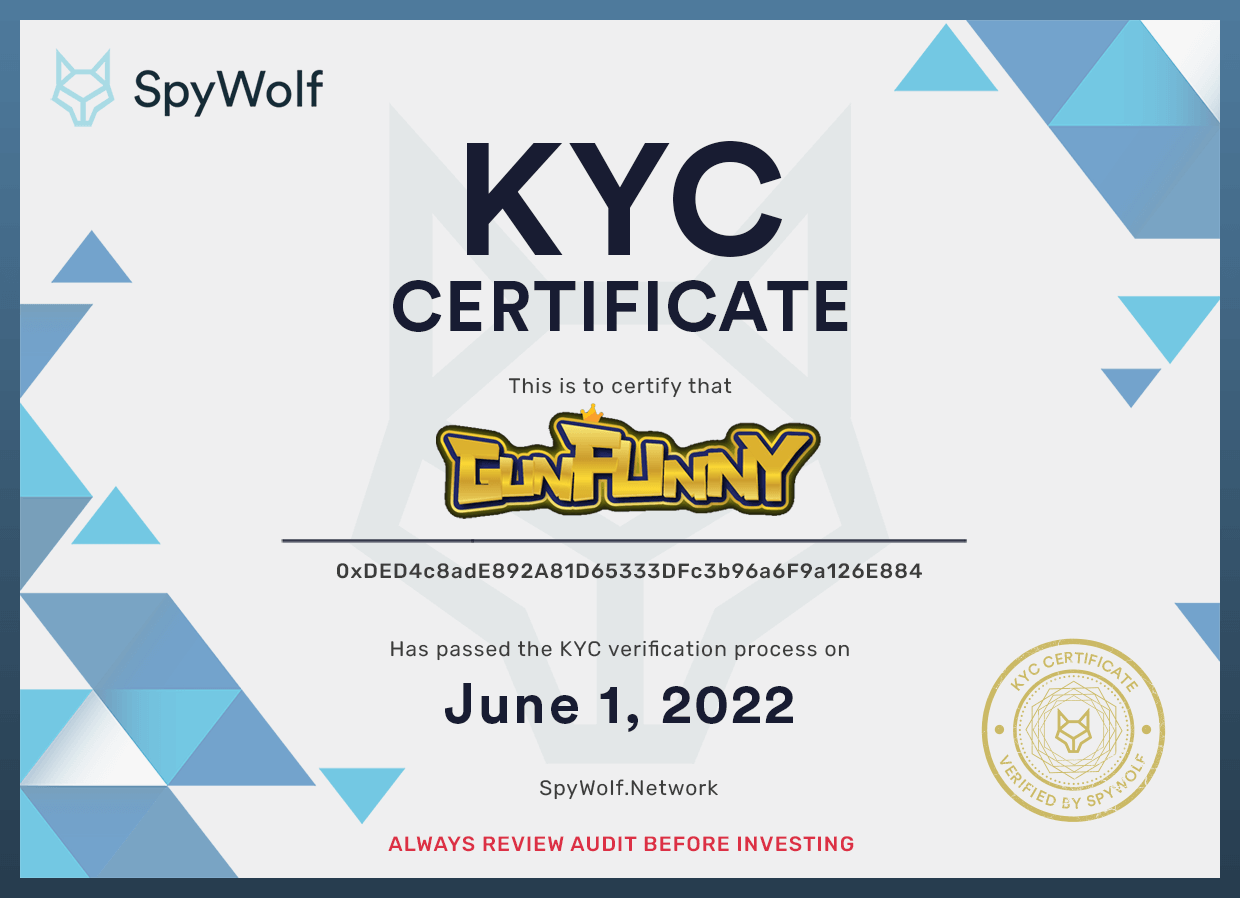 SpyWolf
KYC
CERTIFICATE
This is to certify that
GUNFUNNY
0xDED4c8adE892A81D65333DFc3b96a6F9a126E884
Has passed the KYC verification process on
June 1, 2022
SpyWolf.Network
ALWAYS REVIEW AUDIT BEFORE INVESTING
KYC CERTIFICATE
VERIFIED BY SPYWOLF